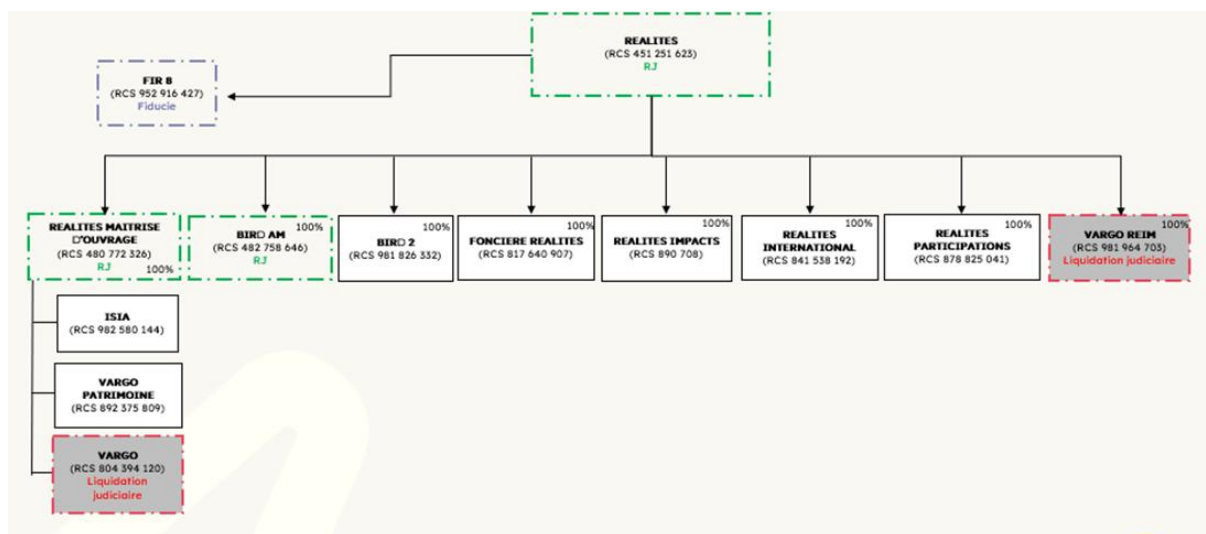 REALITES
(RCS 451 251 623)
RJ
FIR 8
(RCS 952 916 427)
Fiducie
REALITES MAITRISE
D'OUVRAGE
(RCS 480 772 326)
RJ
100%
100%
BIRD AM
(RCS 482 758 646)
RJ
100%
BIRD 2
(RCS 981 826 332)
100%
FONCIERE REALITES
(RCS 817 640 907)
100%
REALITES IMPACTS
(RCS 890 708)
100%
REALITES
INTERNATIONAL
(RCS 841 538 192)
100%
REALITES
PARTICIPATIONS
(RCS 878 825 041)
100%
VARGO REIM
(RCS 981 964 703)
Liquidation judiciaire
ISIA
(RCS 982 580 144)
VARGO
PATRIMOINE
(RCS 892 375 809)
VARGO
(RCS 804 394 120)
Liquidation
judiciaire